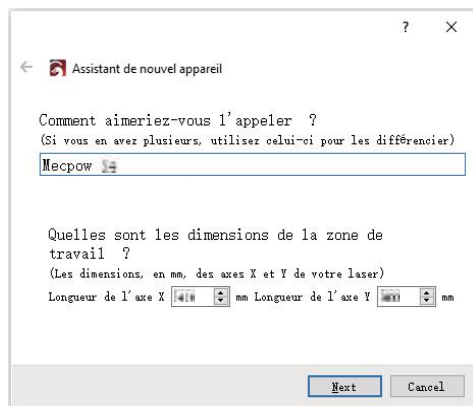 ?
Assistant de nouvel appareil
Comment aimeriez-vous l'appeler ?
(Si vous en avez plusieurs, utilisez celui-ci pour les différencier)
Mecpow
Quelles sont les dimensions de la zone de
travail ?
(Les dimensions, en mm, des axes X et Y de votre laser)
Longueur de l'axe X mm Longueur de l'axe Y mm
Next Cancel